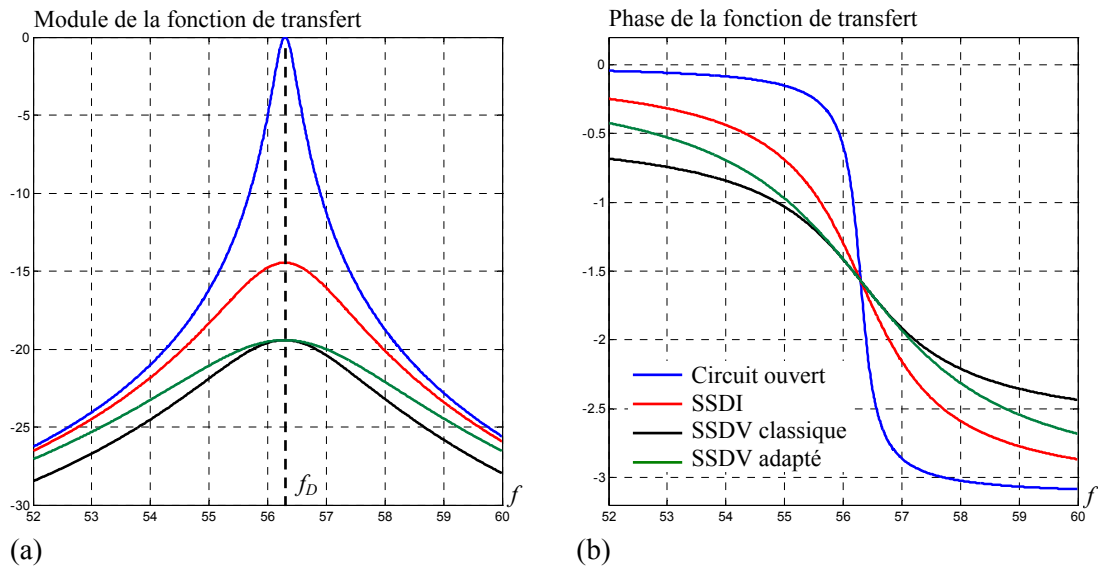 Module de la fonction de transfert
0
-5
-10
-15
-20
-25
-30
52 53 54 55 56 57 58 59 60
f_D
f
(a)
Phase de la fonction de transfert
0
-0.5
-1
-1.5
-2
-2.5
-3
52 53 54 55 56 57 58 59 60
Circuit ouvert
SSDI
SSDV classique
SSDV adapté
f
(b)